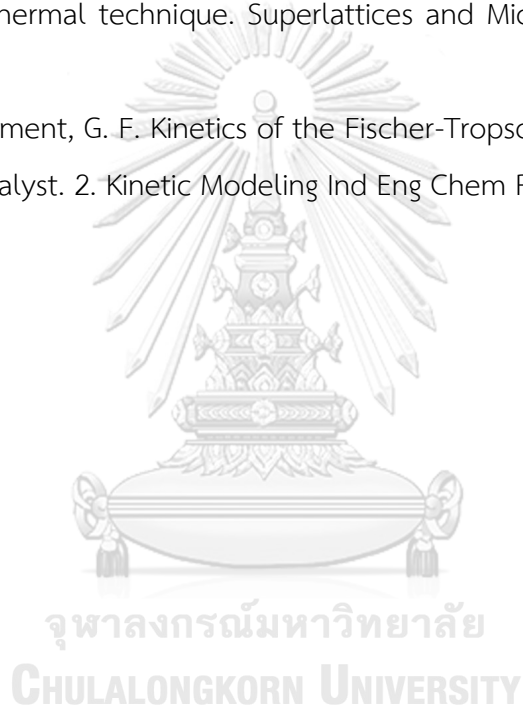 hermal technique. Superlattices and Mic
ment, G. F. Kinetics of the Fischer-Tropsc
alyst. 2. Kinetic Modeling Ind Eng Chem F
จุฬาลงกรณ์มหาวิทยาลัย
CHULALONGKORN UNIVERSITY